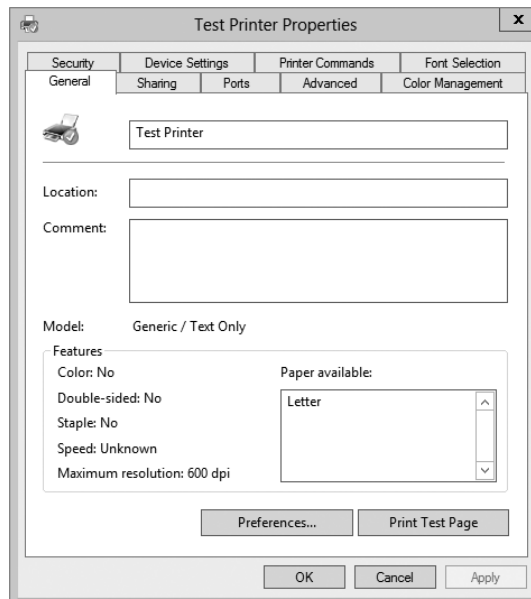 Test Printer Properties
x
Security Device Settings Printer Commands Font Selection
General Sharing Ports Advanced Color Management
Test Printer
Location:
Comment:
Model: Generic / Text Only
Features
Color: No Paper available:
Double-sided: No Letter
Staple: No
Speed: Unknown
Maximum resolution: 600 dpi
Preferences... Print Test Page
OK Cancel Apply